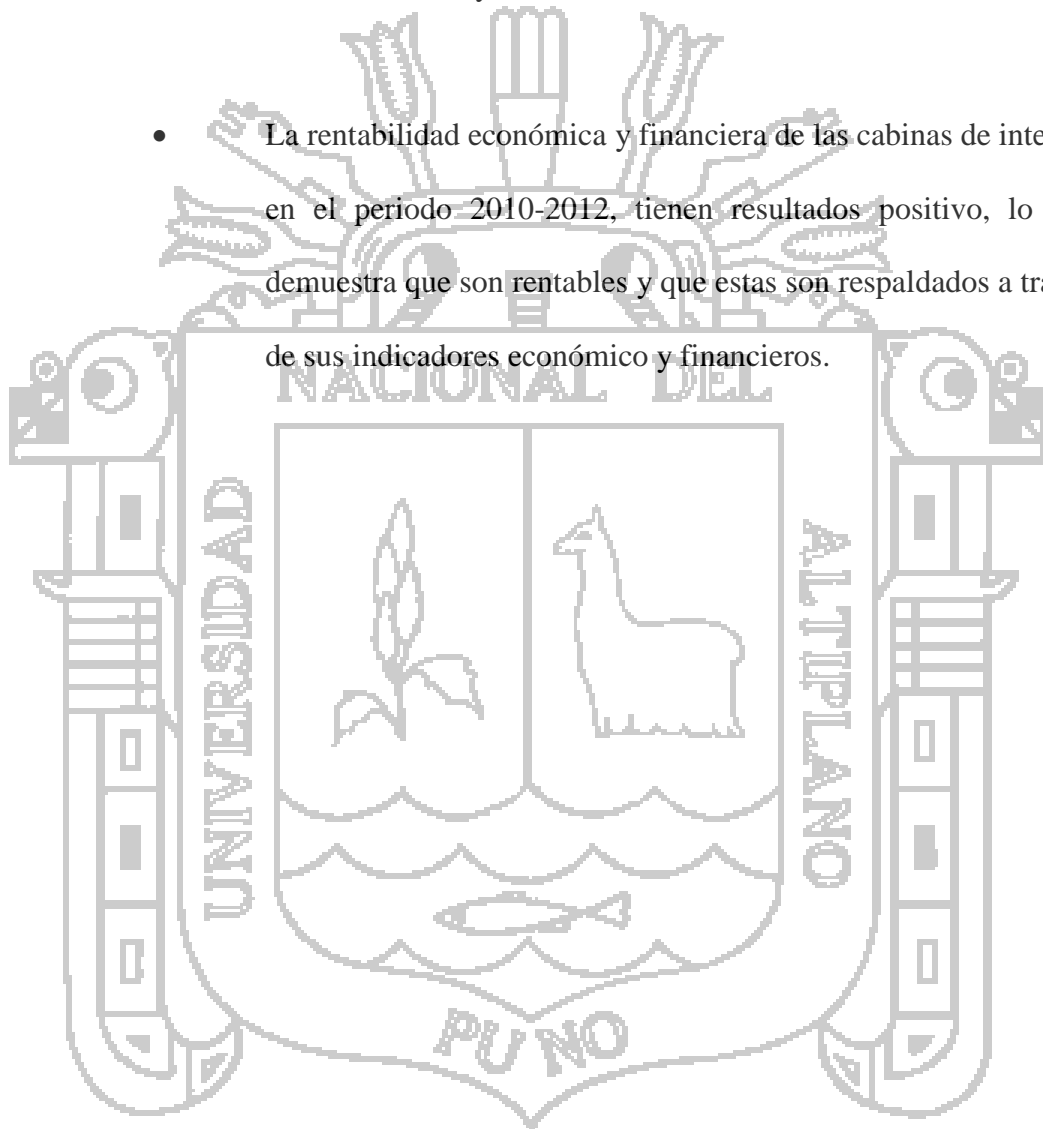 • La rentabilidad económica y financiera de las cabinas de inte
en el periodo 2010-2012, tienen resultados positivo, lo
demuestra que son rentables y que estas son respaldados a tra
de sus indicadores económico y financieros.
NACIONAL DEL
UNIVERSIDAD
ALTIPLANO
PUNO